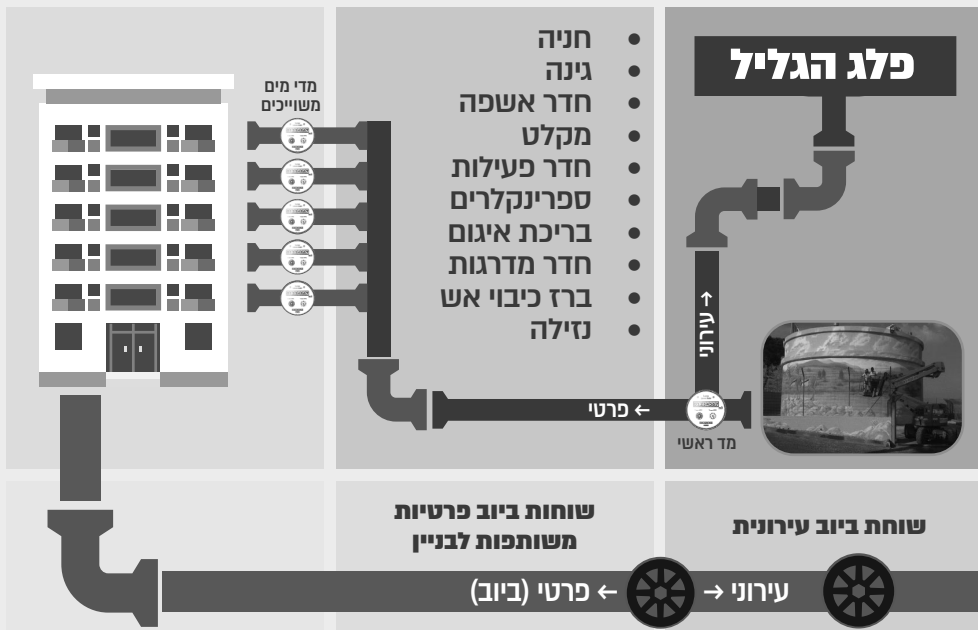 פלג הגליל
← עירוני
מד ראשי
חניה
גינה
חדר אשפה
מקלט
חדר פעילות
ספרינקלרים
בריכת איגום
חדר מדרגות
ברז כיבוי אש
נזילה
← פרטי
מדי מים
משוייכים
שוחת ביוב עירונית
שוחות ביוב פרטיות
משותפות לבניין
עירוני →
← פרטי (ביוב)